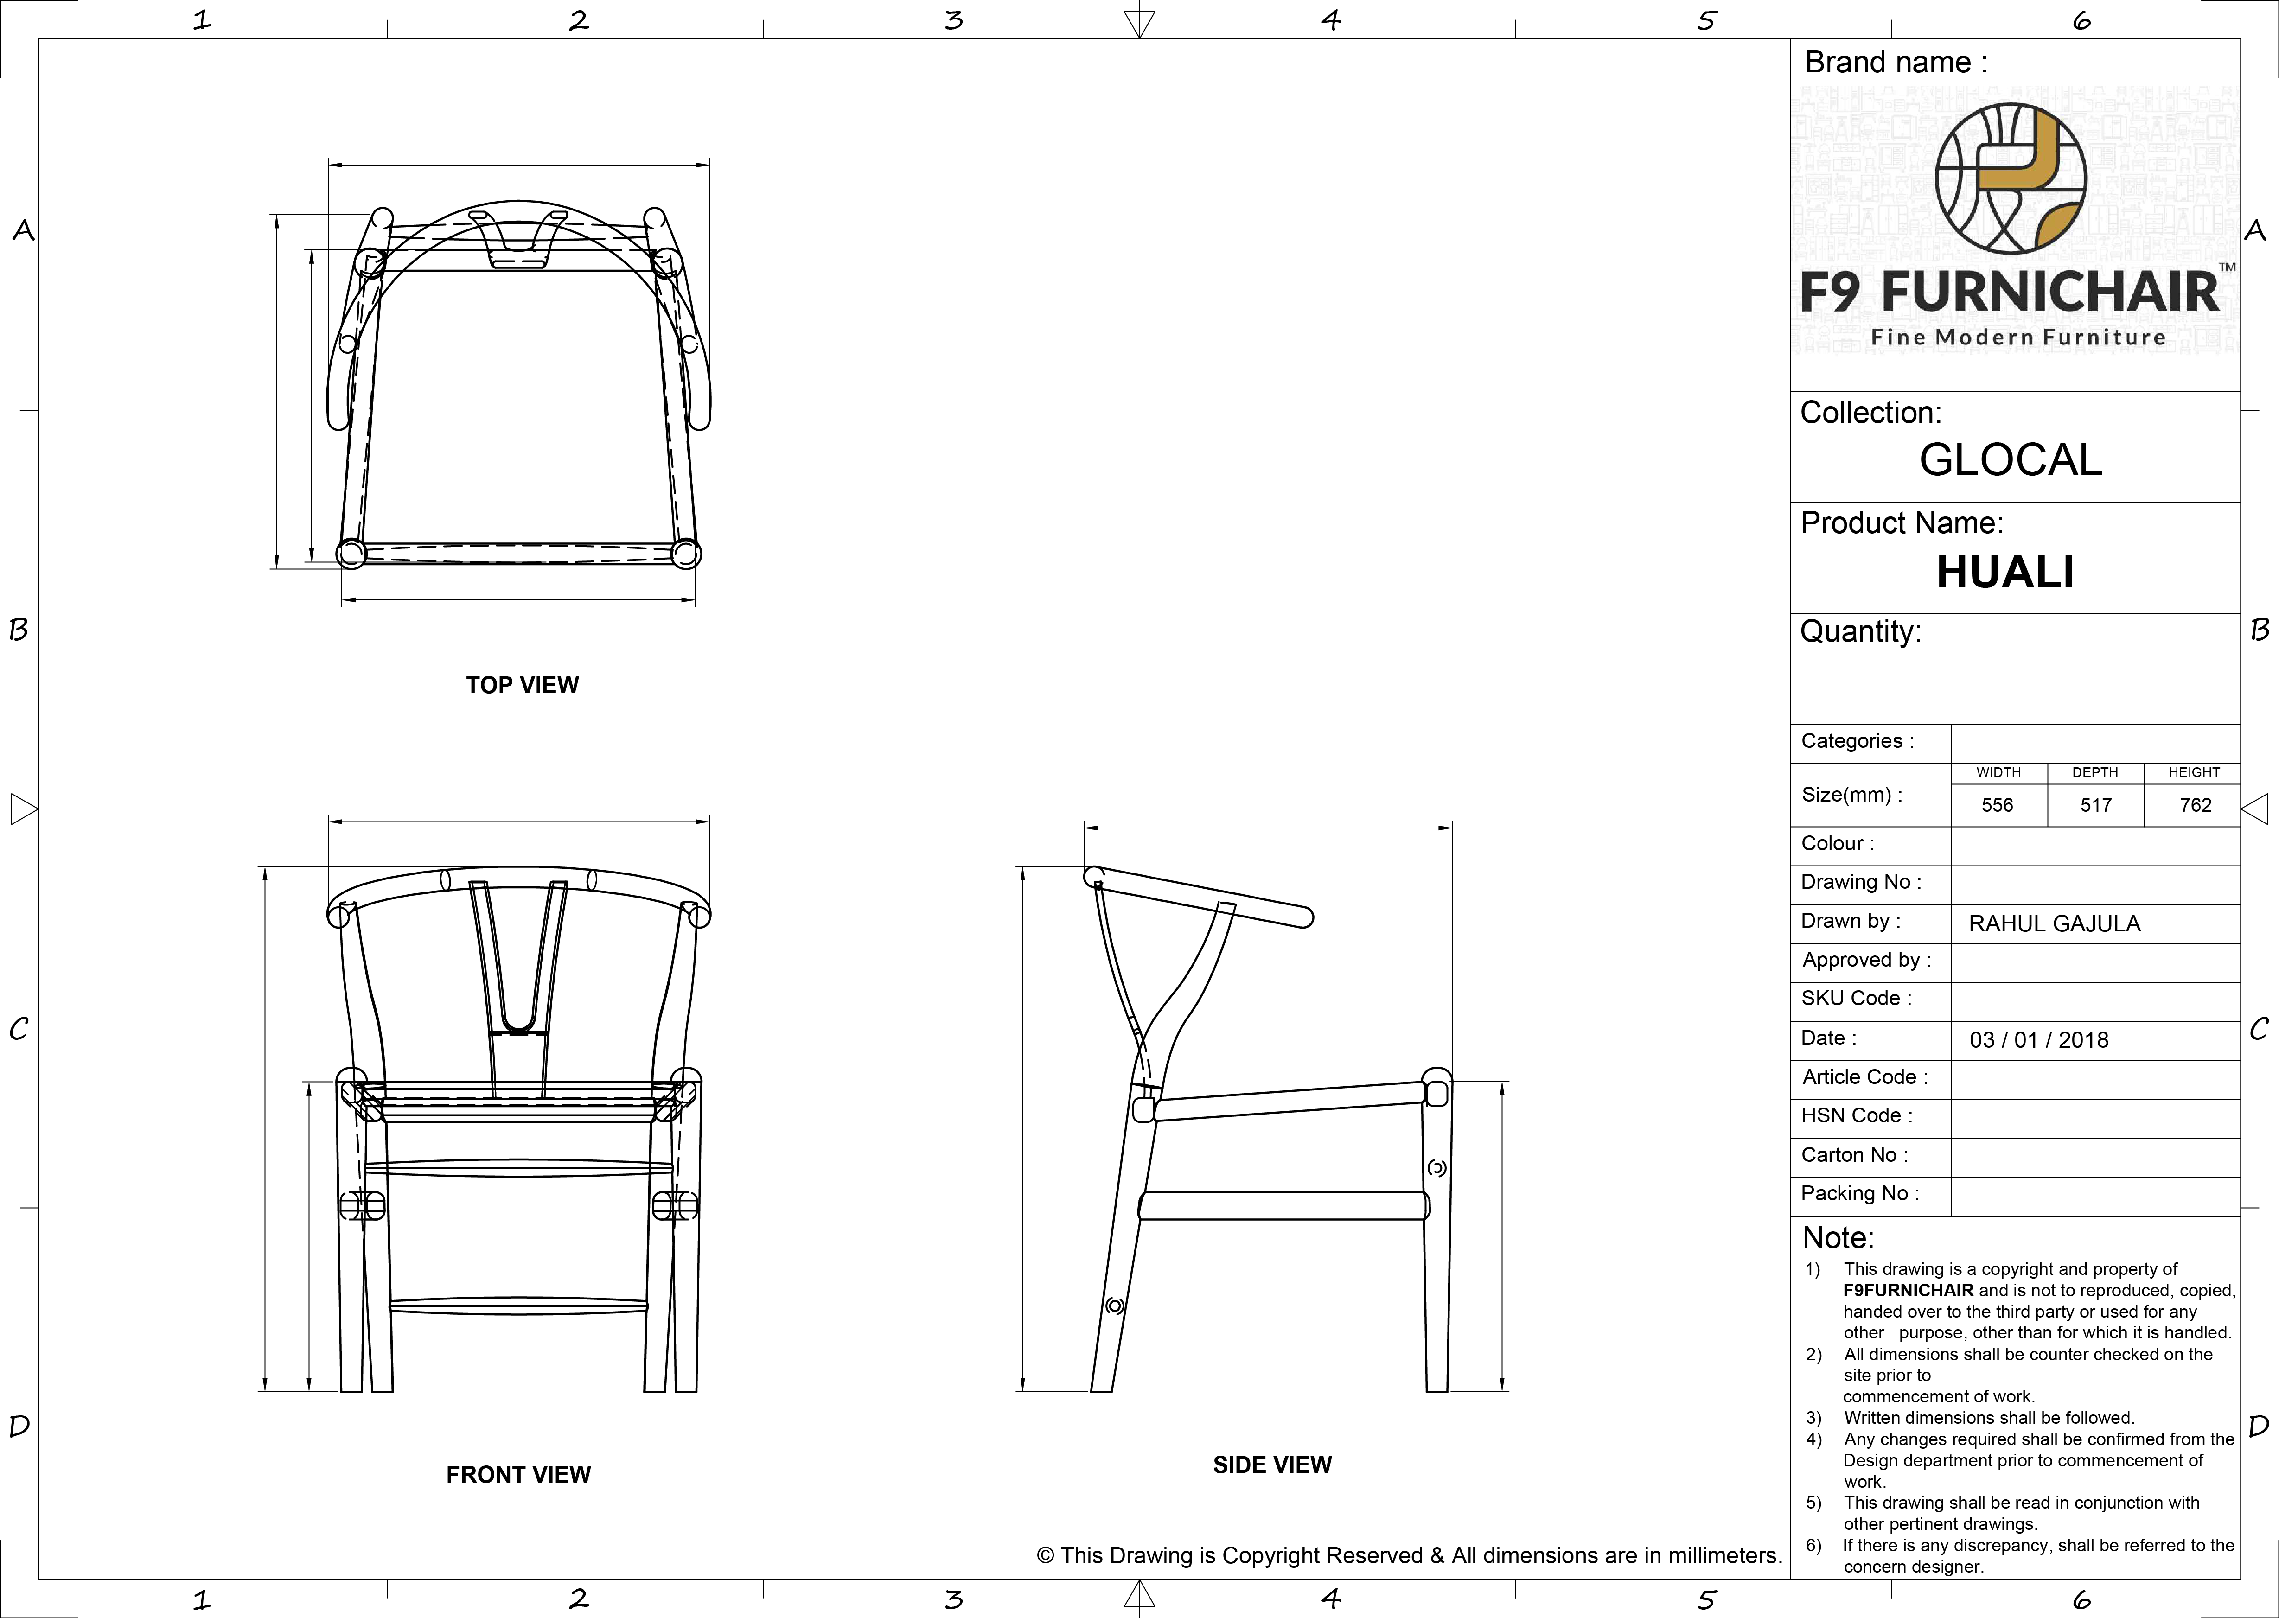 1 2 3 4 5 6
A A
B B
C C
D D
TOP VIEW
FRONT VIEW
SIDE VIEW
© This Drawing is Copyright Reserved & All dimensions are in millimeters.
Brand name :
F9 FURNICHAIR™
Fine Modern Furniture
Collection:
GLOCAL
Product Name:
HUALI
Quantity:
Categories :
Size(mm) :
WIDTH DEPTH HEIGHT
556 517 762
Colour :
Drawing No :
Drawn by : RAHUL GAJULA
Approved by :
SKU Code :
Date : 03 / 01 / 2018
Article Code :
HSN Code :
Carton No :
Packing No :
Note:
1) This drawing is a copyright and property of
F9FURNICHAIR and is not to reproduced, copied,
handed over to the third party or used for any
other purpose, other than for which it is handled.
2) All dimensions shall be counter checked on the
site prior to
commencement of work.
3) Written dimensions shall be followed.
4) Any changes required shall be confirmed from the
Design department prior to commencement of
work.
5) This drawing shall be read in conjunction with
other pertinent drawings.
6) If there is any discrepancy, shall be referred to the
concern designer.
1 2 3 4 5 6